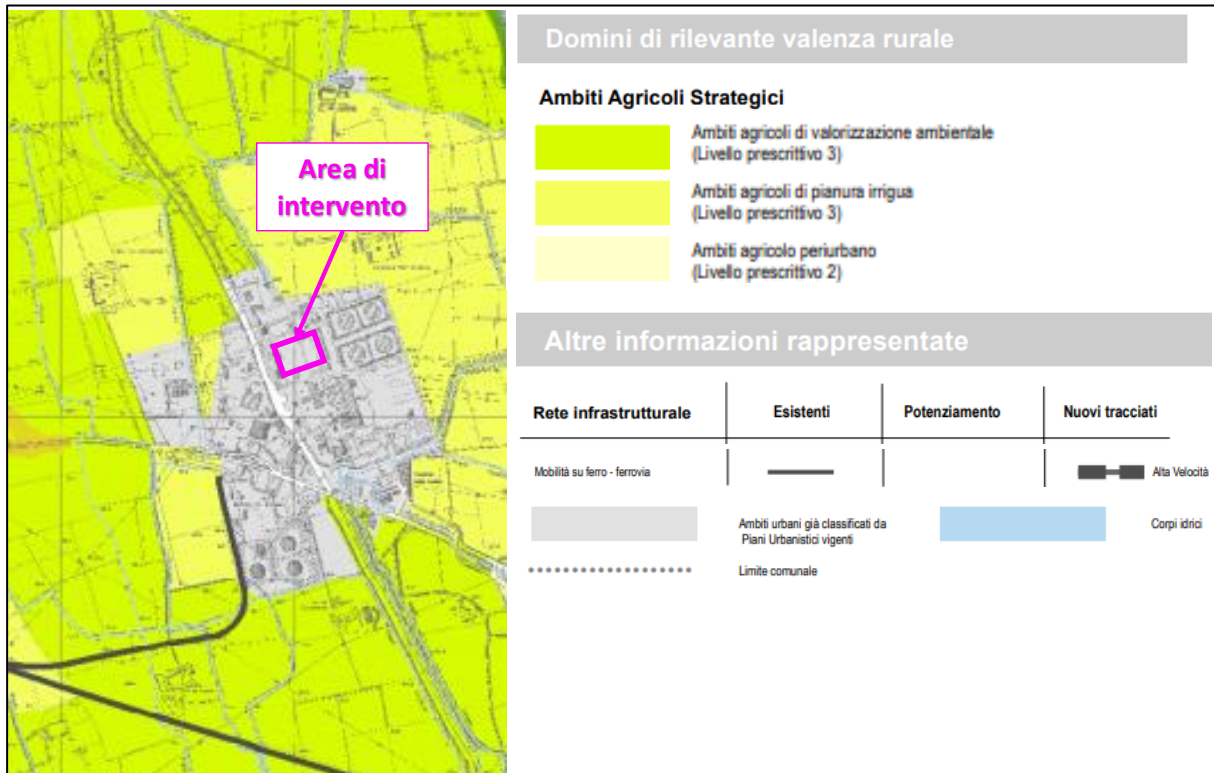 Area di
intervento
Domini di rilevante valenza rurale
Ambiti Agricoli Strategici
Ambiti agricoli di valorizzazione ambientale
(Livello prescrittivo 3)
Ambiti agricoli di pianura irrigua
(Livello prescrittivo 3)
Ambiti agricolo periurbano
(Livello prescrittivo 2)
Altre informazioni rappresentate
Rete infrastrutturale Esistenti Potenziamento Nuovi tracciati
Mobilità su ferro - ferrovia Alta Velocità
Ambiti urbani già classificati da
Piani Urbanistici vigenti
Corpi idrici
Limite comunale